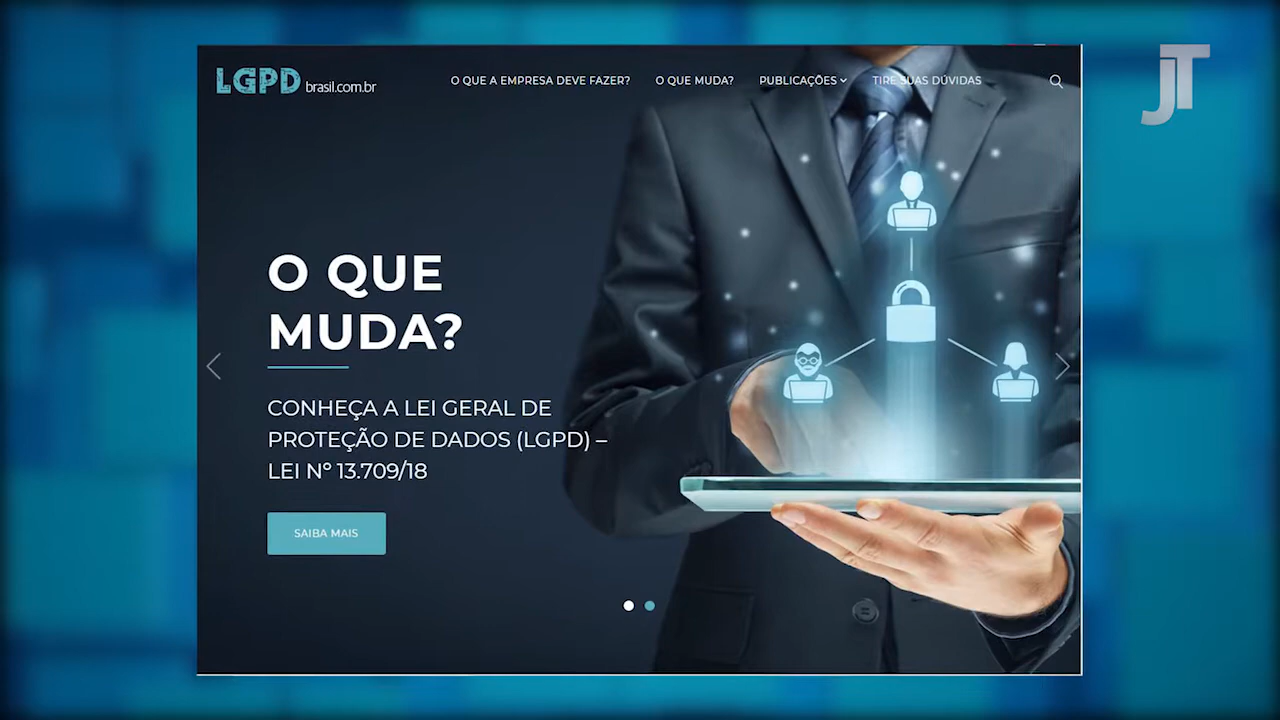 LGPD brasil.com.br
O QUE A EMPRESA DEVE FAZER?
O QUE MUDA?
PUBLICAÇÕES
TIRE SUAS DÚVIDAS
JT
O QUE
MUDA?
CONHEÇA A LEI GERAL DE
PROTEÇÃO DE DADOS (LGPD) –
LEI Nº 13.709/18
SAIBA MAIS